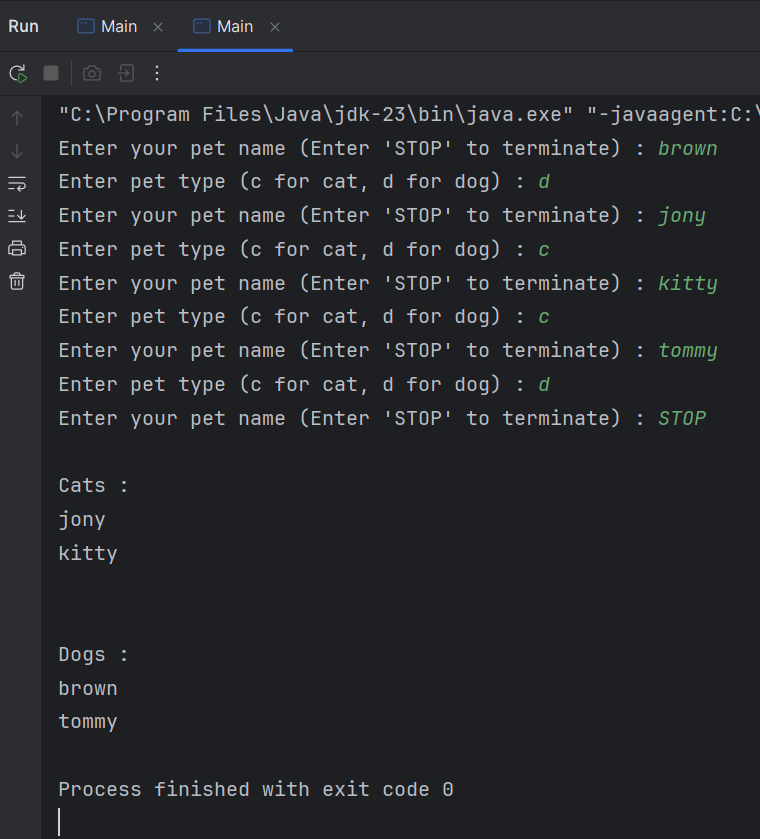 Run Main Main
"C:\Program Files\Java\jdk-23\bin\java.exe" "-javaagent:C:\
Enter your pet name (Enter 'STOP' to terminate) : brown
Enter pet type (c for cat, d for dog) : d
Enter your pet name (Enter 'STOP' to terminate) : jony
Enter pet type (c for cat, d for dog) : c
Enter your pet name (Enter 'STOP' to terminate) : kitty
Enter pet type (c for cat, d for dog) : c
Enter your pet name (Enter 'STOP' to terminate) : tommy
Enter pet type (c for cat, d for dog) : d
Enter your pet name (Enter 'STOP' to terminate) : STOP
Cats :
jony
kitty
Dogs :
brown
tommy
Process finished with exit code 0